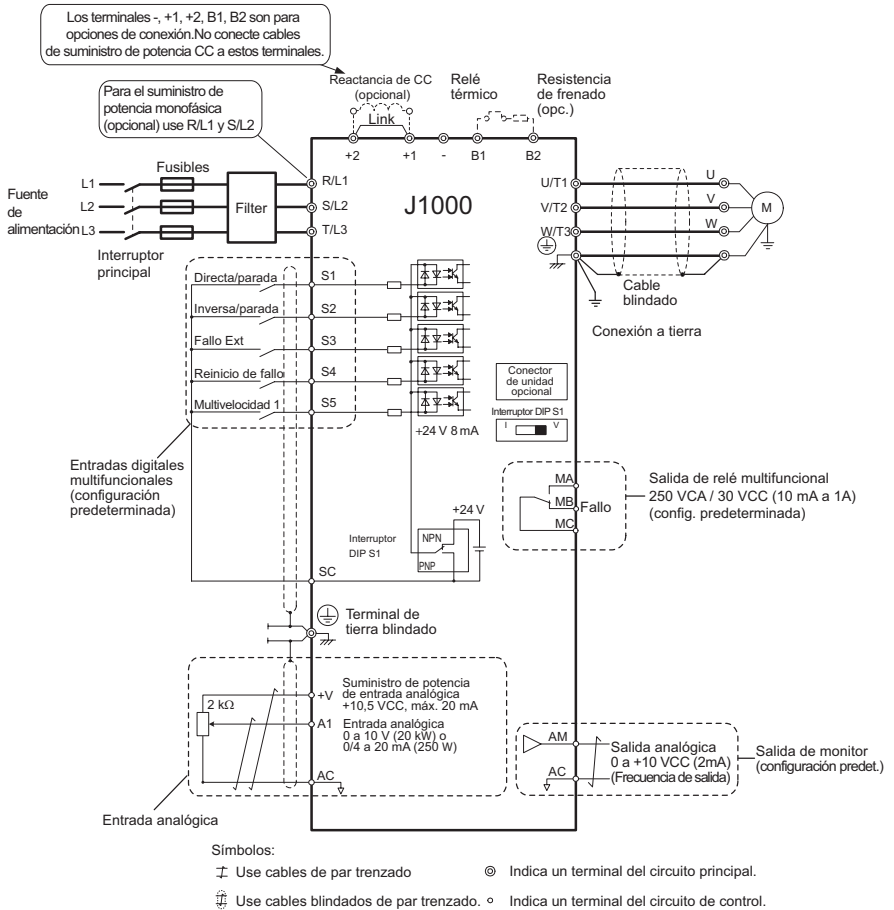 Los terminales -, +1, +2, B1, B2 son para
opciones de conexión.No conecte cables
de suministro de potencia CC a estos terminales.
Para el suministro de
potencia monofásica
(opcional) use R/L1 y S/L2
Reactancia de CC
(opcional)
Link
Relé
térmico
Resistencia
de frenado
(opc.)
+2
+1
-
B1
B2
Fuente
de
alimentación
L1
L2
L3
Fusibles
Interruptor
principal
Filter
R/L1
S/L2
T/L3
J1000
U/T1
V/T2
W/T3
U
V
W
M
Cable
blindado
Conexión a tierra
Directa/parada
S1
Inversa/parada
S2
Fallo Ext
S3
Reinicio de fallo
S4
Multivelocidad 1
S5
+24 V 8 mA
Conector
de unidad
opcional
Interruptor DIP S1
I
V
Entradas digitales
multifuncionales
(configuración
predeterminada)
MA
MB
MC
Fallo
Salida de relé multifuncional
250 VCA / 30 VCC (10 mA a 1A)
(config. predeterminada)
+24 V
Interruptor
DIP S1
NPN
PNP
SC
Terminal de
tierra blindado
2 kΩ
+V
Suministro de potencia
de entrada analógica
+10,5 VCC, máx. 20 mA
A1
Entrada analógica
0 a 10 V (20 kW) o
0/4 a 20 mA (250 W)
AC
Entrada analógica
AM
AC
Salida analógica
0 a +10 VCC (2mA)
(Frecuencia de salida)
Salida de monitor
(configuración predet.)
Símbolos:
Use cables de par trenzado
Indica un terminal del circuito principal.
Use cables blindados de par trenzado.
Indica un terminal del circuito de control.